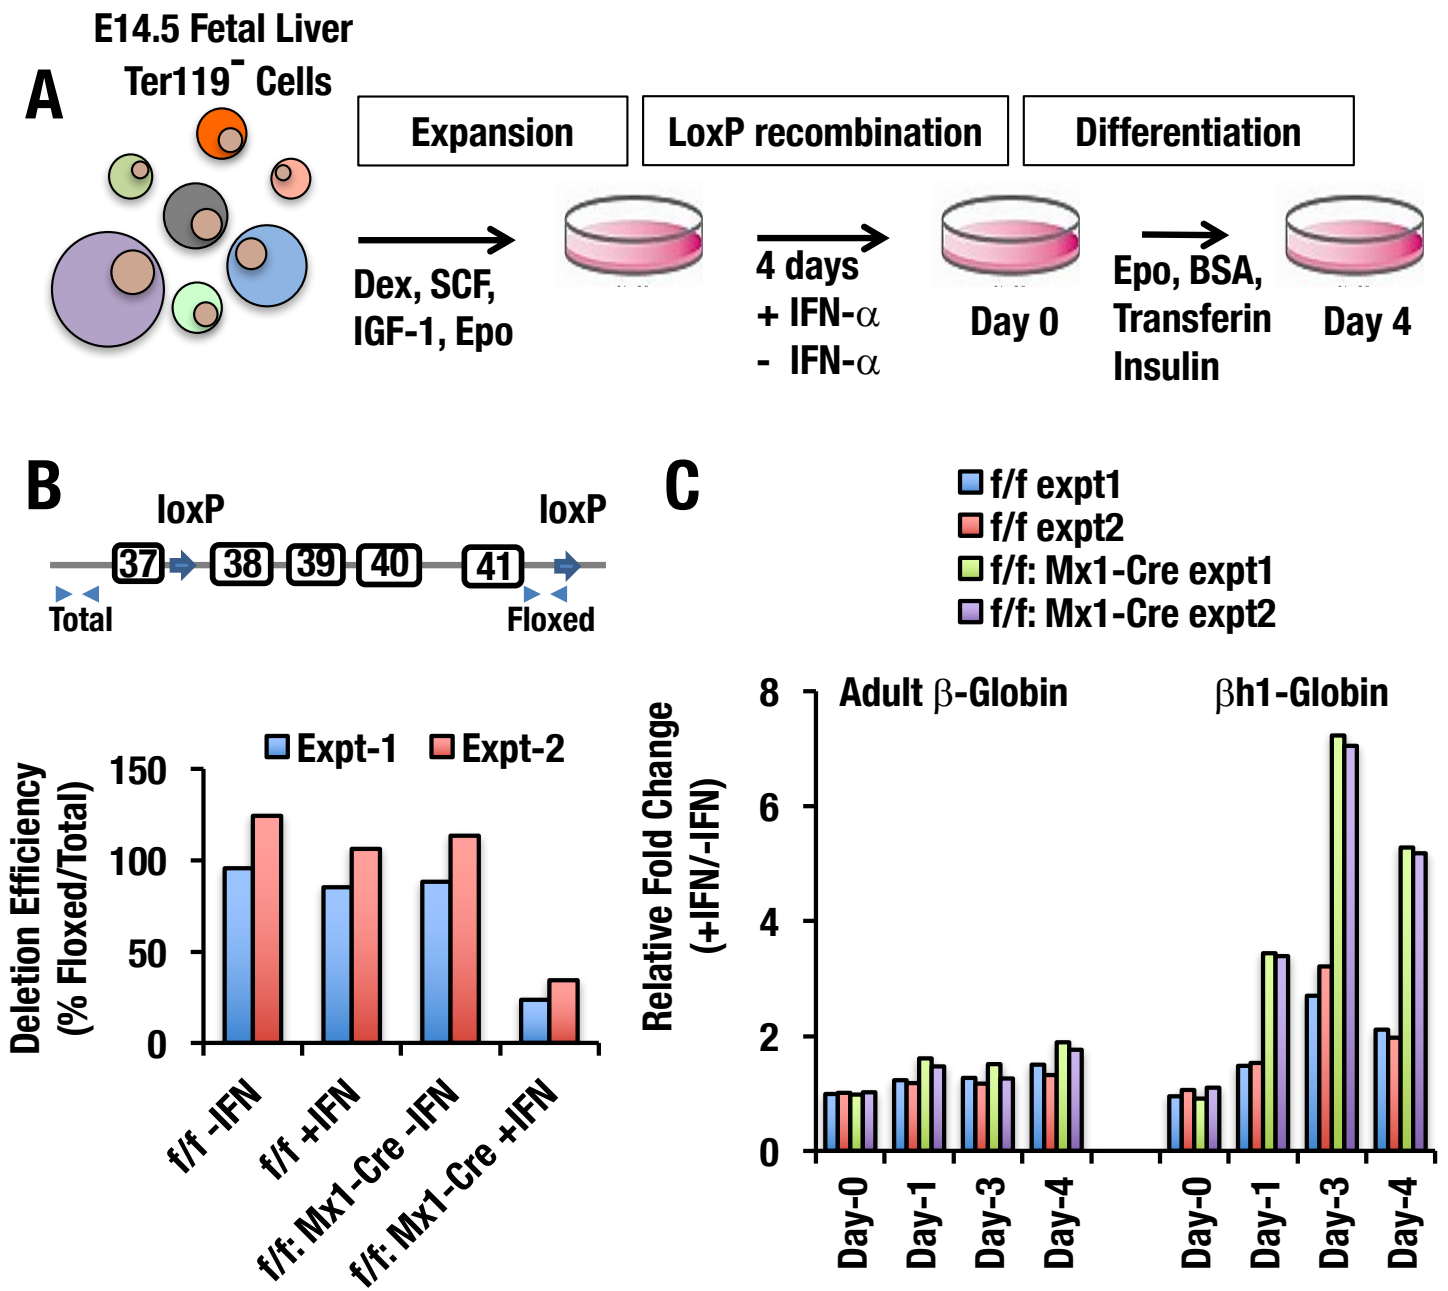 E14.5 Fetal Liver
Ter119⁻ Cells
A
Expansion
LoxP recombination
Differentiation
Dex, SCF,
IGF-1, Epo
4 days
+ IFN-α
- IFN-α
Day 0
Epo, BSA,
Transferin
Insulin
Day 4
B
loxP
loxP
37
38
39
40
41
Total
Floxed
Expt-1
Expt-2
Deletion Efficiency
(% Floxed/Total)
150
100
50
0
f/f -IFN
f/f +IFN
f/f: Mx1-Cre -IFN
f/f: Mx1-Cre +IFN
C
f/f expt1
f/f expt2
f/f: Mx1-Cre expt1
f/f: Mx1-Cre expt2
Adult β-Globin
βh1-Globin
Relative Fold Change
(+IFN/-IFN)
8
6
4
2
0
Day-0
Day-1
Day-3
Day-4
Day-0
Day-1
Day-3
Day-4